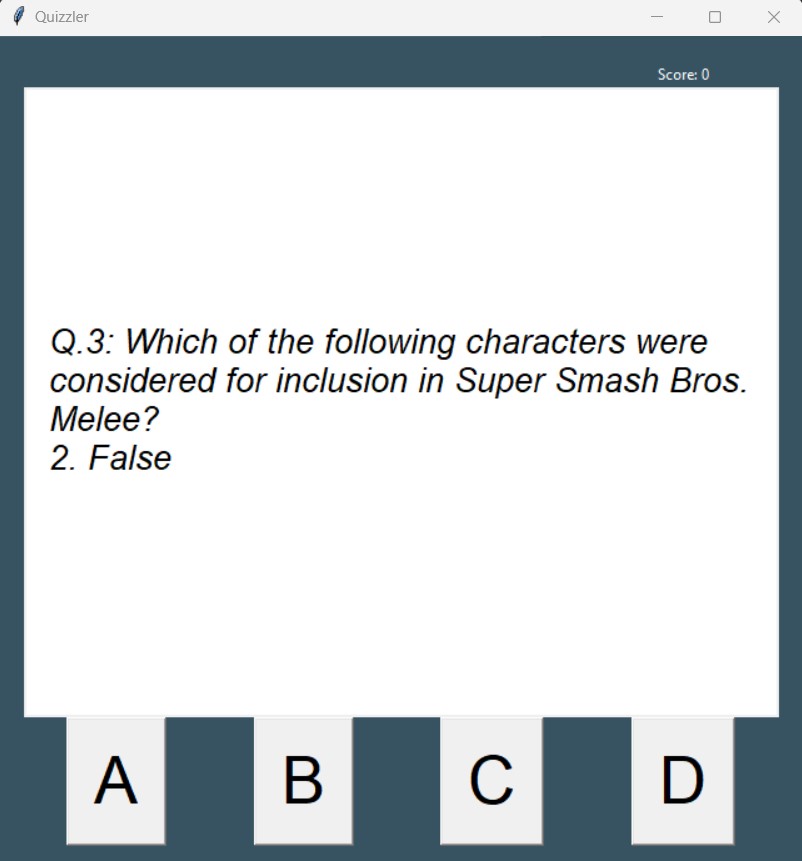 Quizzler
Score: 0
Q.3: Which of the following characters were
considered for inclusion in Super Smash Bros.
Melee?
2. False
A B C D